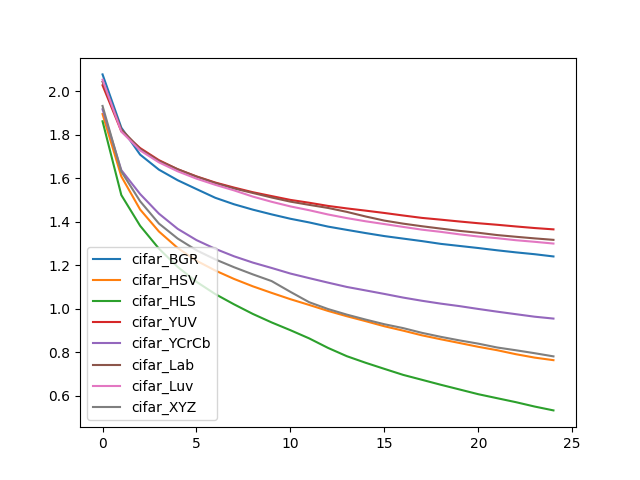 2.0
1.8
1.6
1.4
1.2
1.0
0.8
0.6
cifar_BGR
cifar_HSV
cifar_HLS
cifar_YUV
cifar_YCrCb
cifar_Lab
cifar_Luv
cifar_XYZ
0 5 10 15 20 25